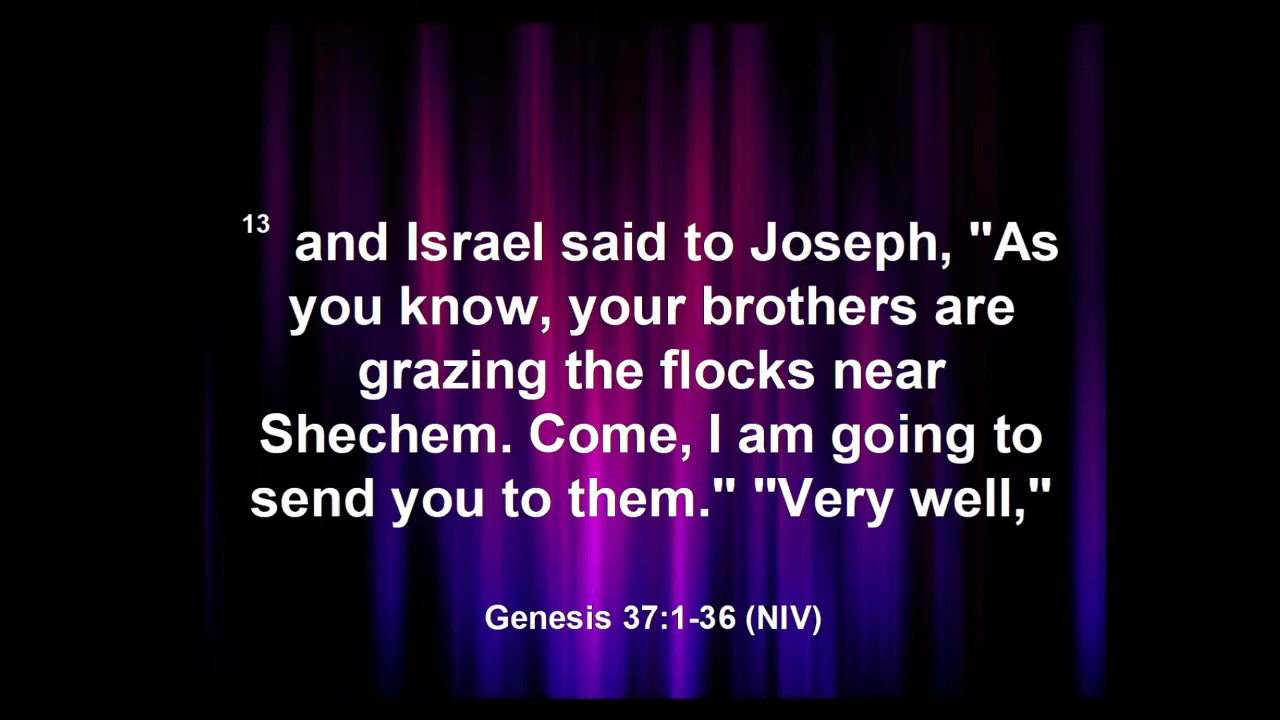 13 and Israel said to Joseph, "As
you know, your brothers are
grazing the flocks near
Shechem. Come, I am going to
send you to them." "Very well,"
Genesis 37:1-36 (NIV)